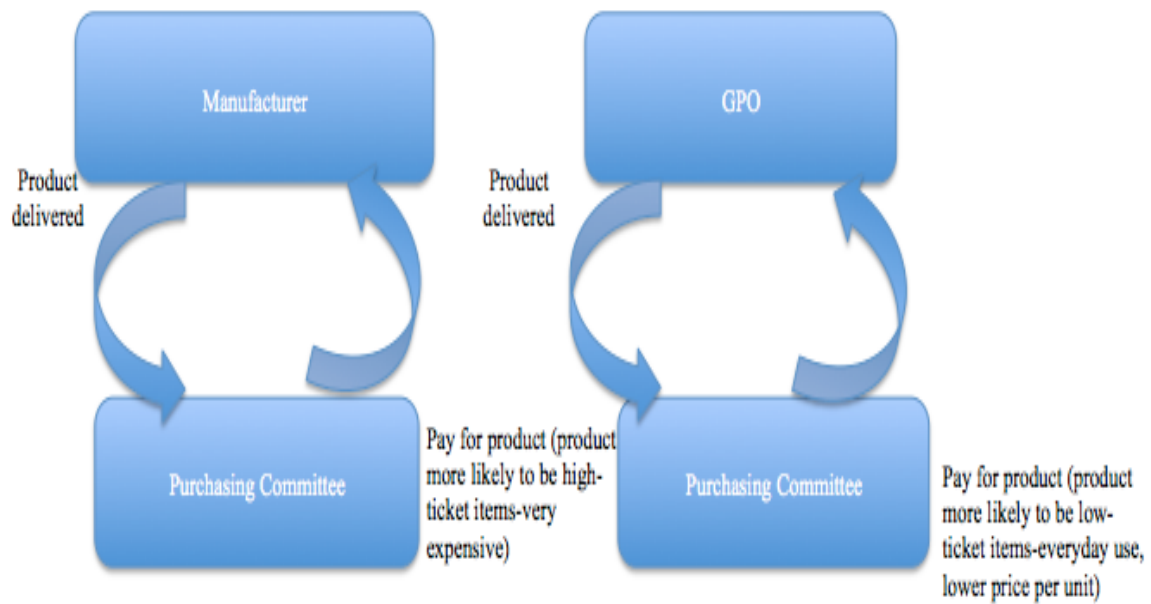 Manufacturer
GPO
Product
delivered
Product
delivered
Purchasing Committee
Pay for product (product
more likely to be high-
ticket items-very
expensive)
Purchasing Committee
Pay for product (product
more likely to be low-
ticket items-everyday use,
lower price per unit)